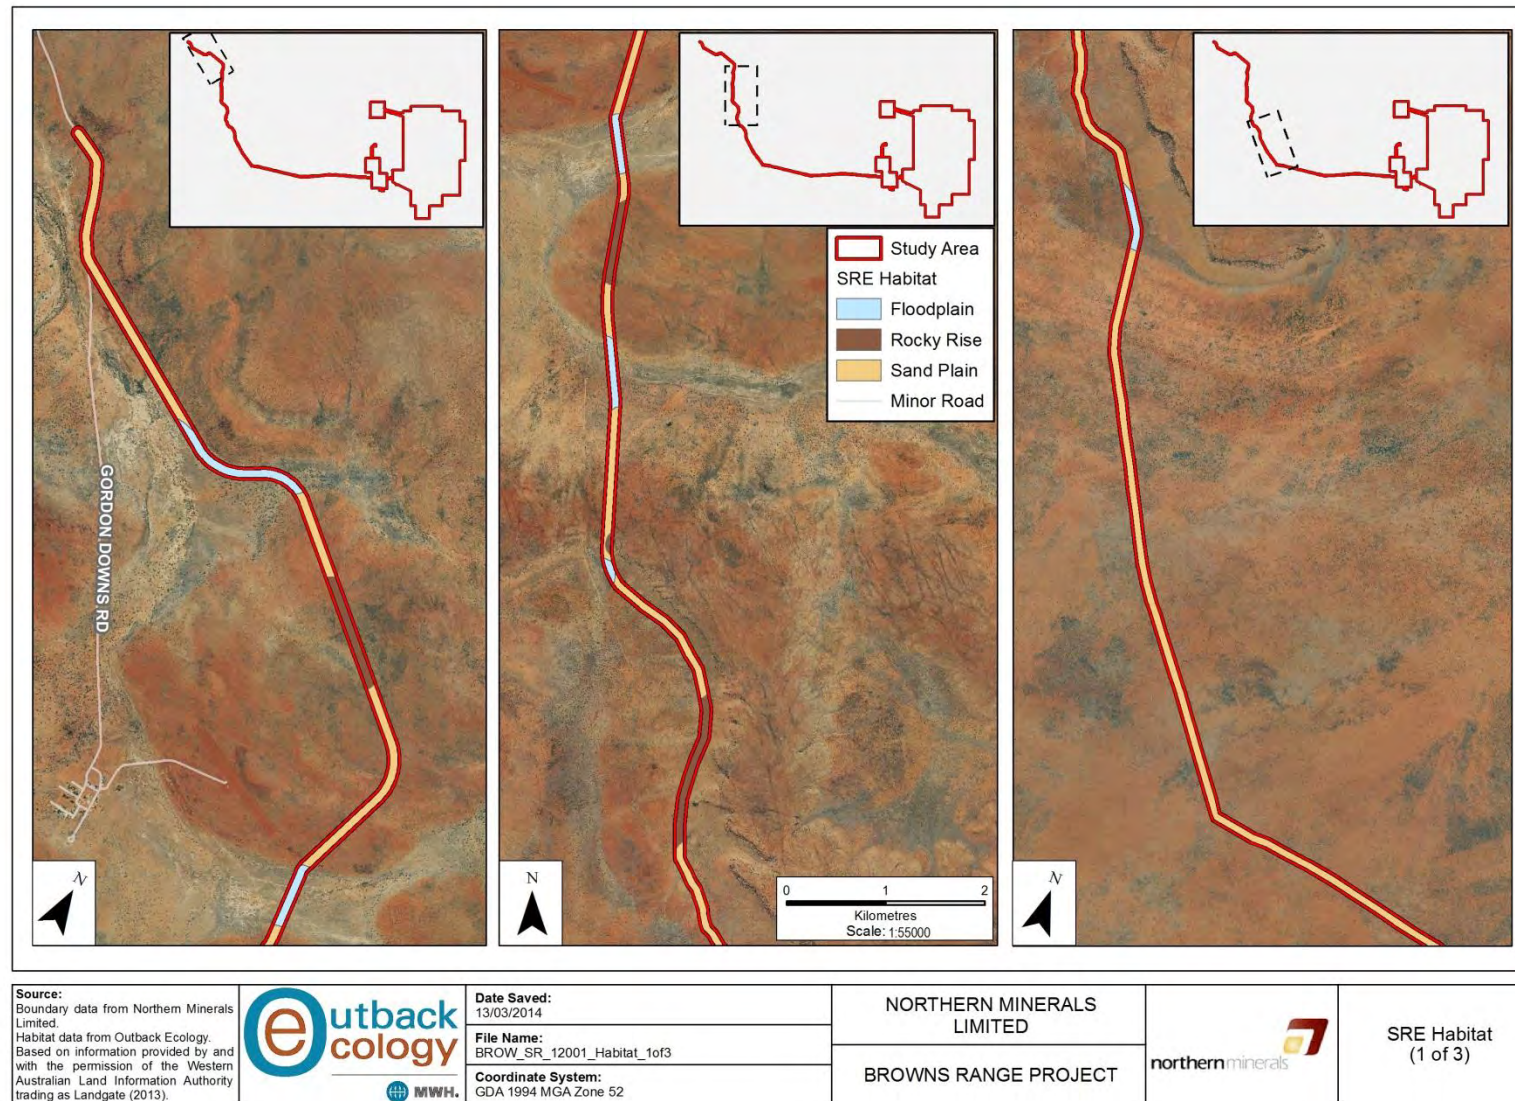 GORDON DOWNS RD
N
Study Area
SRE Habitat
Floodplain
Rocky Rise
Sand Plain
Minor Road
N
0 1 2
Kilometres
Scale: 1:55000
N
Source:
Boundary data from Northern Minerals
Limited.
Habitat data from Outback Ecology.
Based on information provided by and
with the permission of the Western
Australian Land Information Authority
trading as Landgate (2013).
Outback
ecology
MWH.
Date Saved:
13/03/2014
File Name:
BROW_SR_12001_Habitat_1of3
Coordinate System:
GDA 1994 MGA Zone 52
NORTHERN MINERALS
LIMITED
BROWNS RANGE PROJECT
northernminerals
SRE Habitat
(1 of 3)